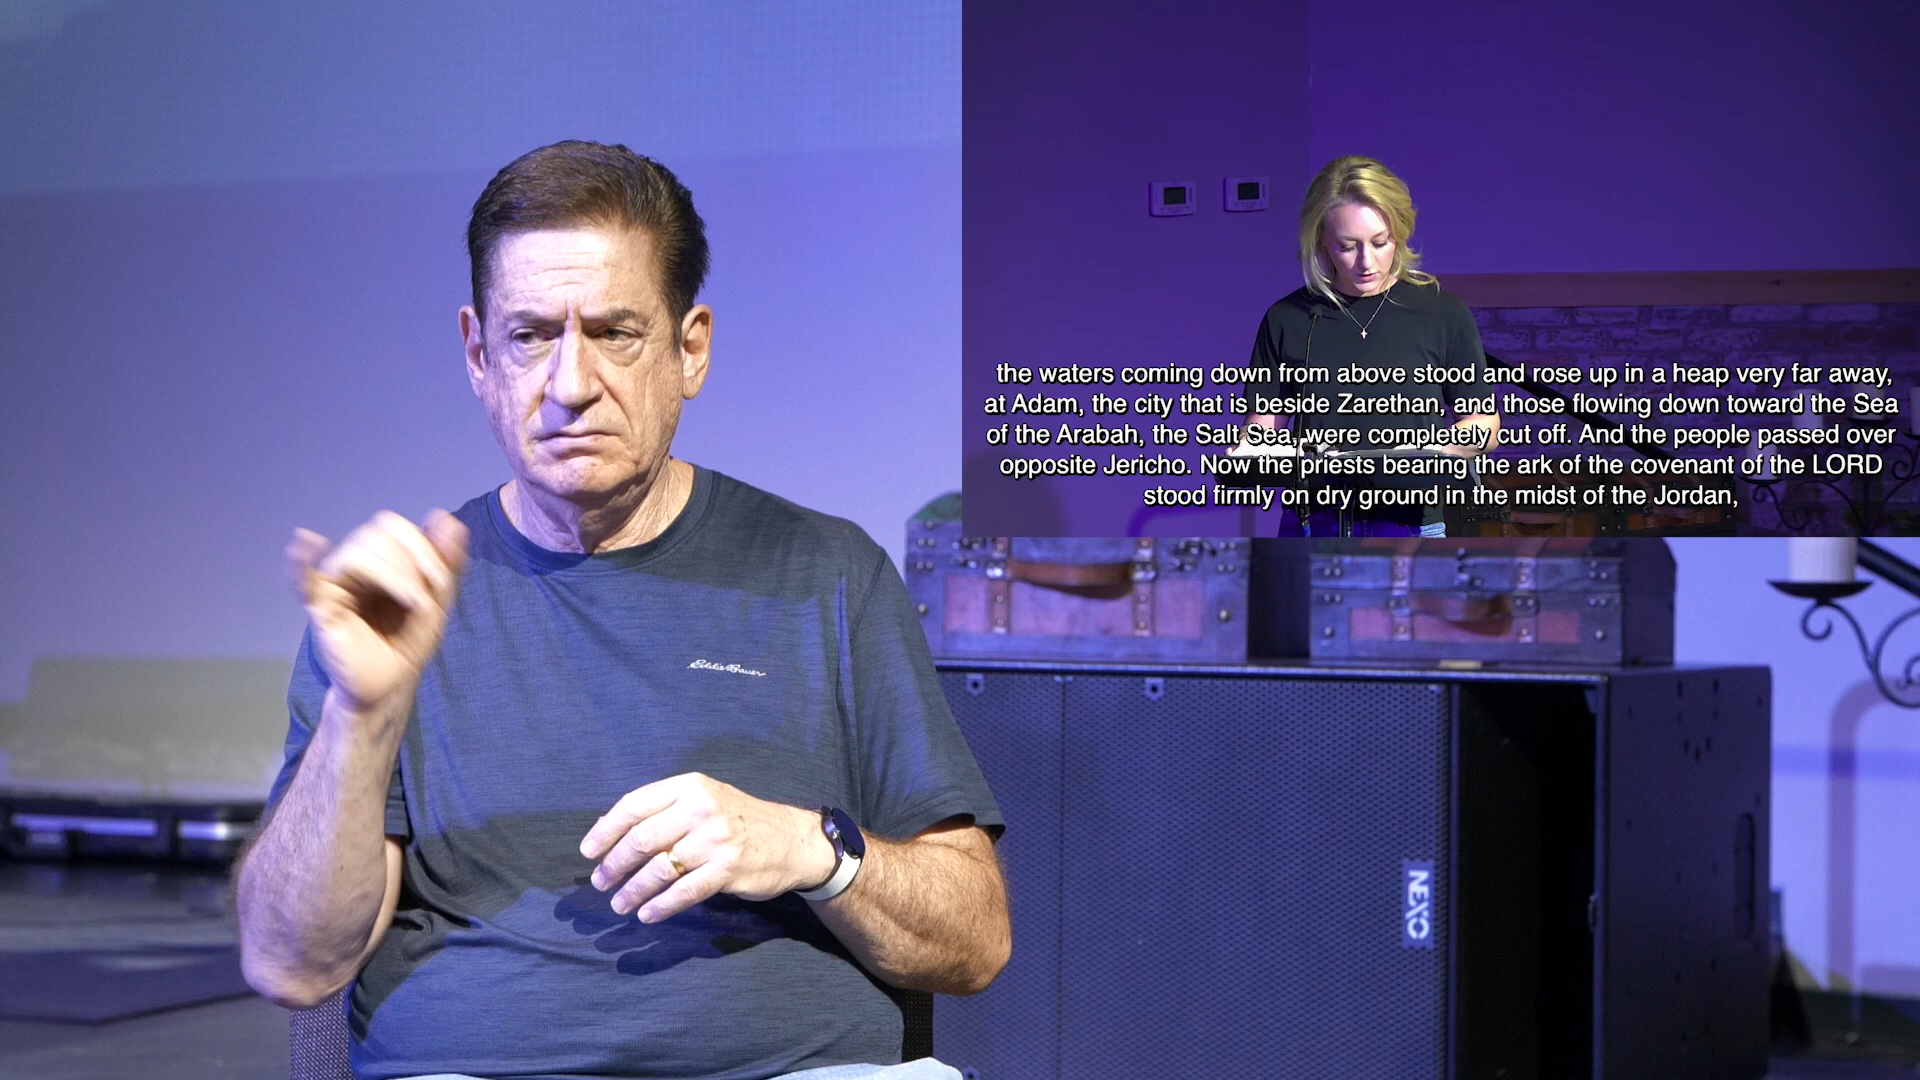 the waters coming down from above stood and rose up in a heap very far away,
at Adam, the city that is beside Zarethan, and those flowing down toward the Sea
of the Arabah, the Salt Sea, were completely cut off. And the people passed over
opposite Jericho. Now the priests bearing the ark of the covenant of the LORD
stood firmly on dry ground in the midst of the Jordan,
Eddie Bauer
NEXO